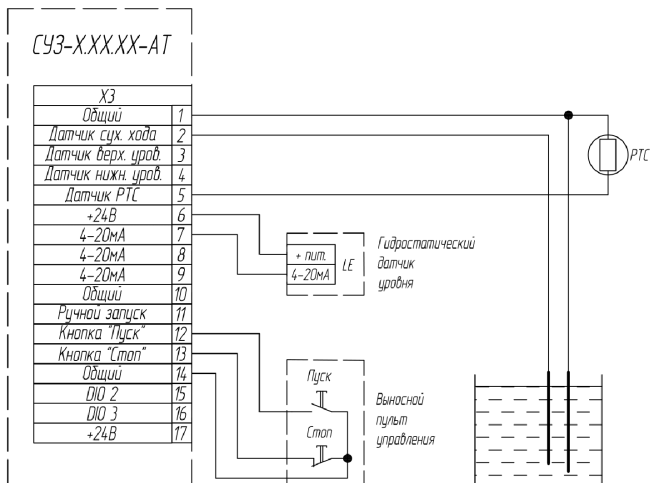 СУЗ-Х.ХХ.ХХ-АТ
Х3
Общий 1
Датчик сух. хода 2
Датчик верх. уров. 3
Датчик нижн. уров. 4
Датчик РТС 5
+24В 6
4-20мА 7
4-20мА 8
4-20мА 9
Общий 10
Ручной запуск 11
Кнопка "Пуск" 12
Кнопка "Стоп" 13
Общий 14
DIO 2 15
DIO 3 16
+24В 17
РТС
+ пит.
4-20мА
LE
Гидростатический
датчик
уровня
Пуск
Стоп
Выносной
пульт
управления